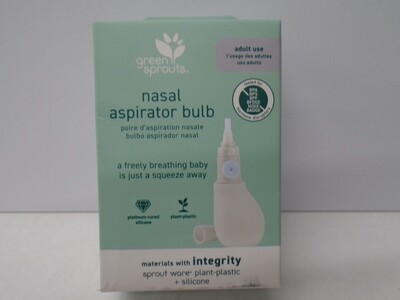 green
sprouts
adult use
l'usage des adultes
uso adultos
nasal
aspirator bulb
poire d'aspiration nasale
bulbo aspirador nasal
a freely breathing baby
is just a squeeze away
platinum-cured
silicone
plant-plastic
materials with integrity
sprout ware® plant-plastic
+ silicone